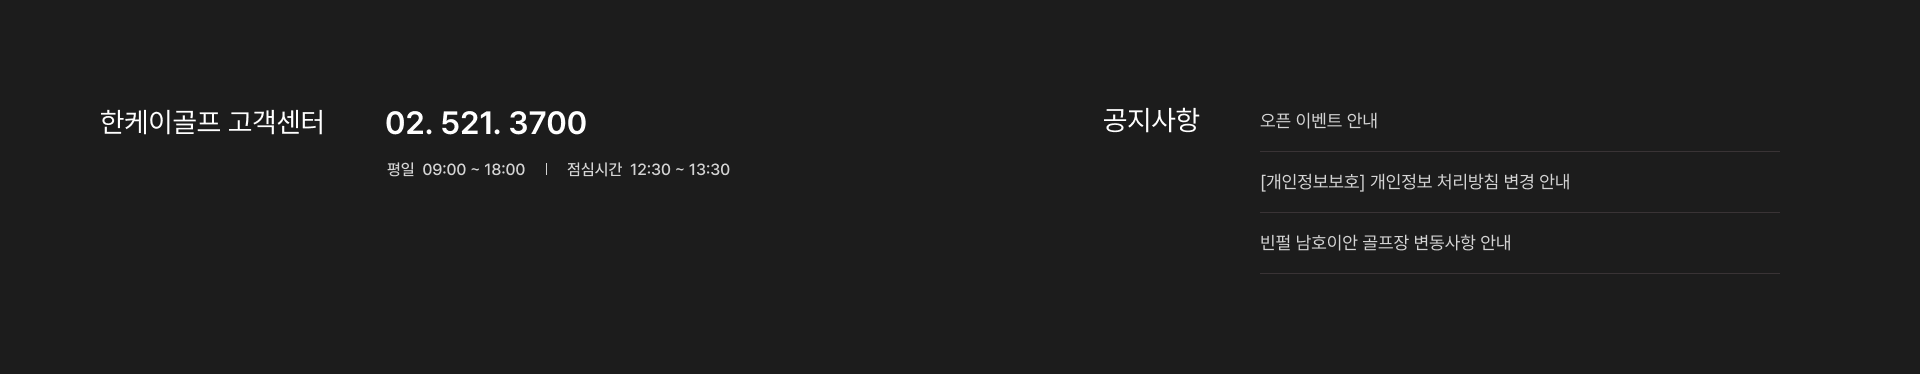 한케이골프 고객센터
02. 521. 3700
평일 09:00 ~ 18:00 | 점심시간 12:30 ~ 13:30
공지사항
오픈 이벤트 안내
[개인정보보호] 개인정보 처리방침 변경 안내
빈펄 남호이안 골프장 변동사항 안내